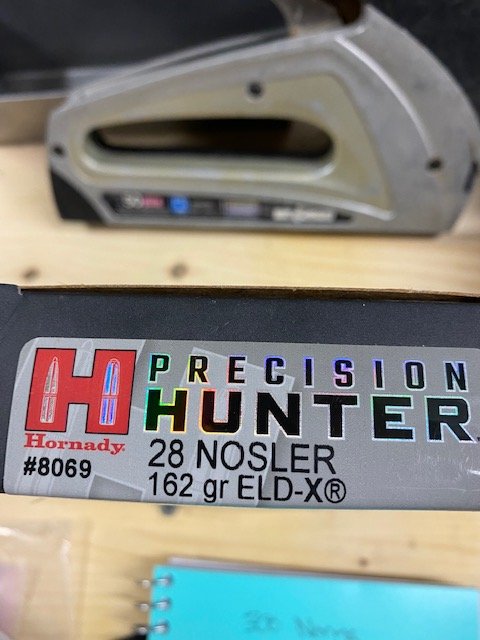 PRECISION
HUNTER
Hornady
#8069
28 NOSLER
162 gr ELD-X®